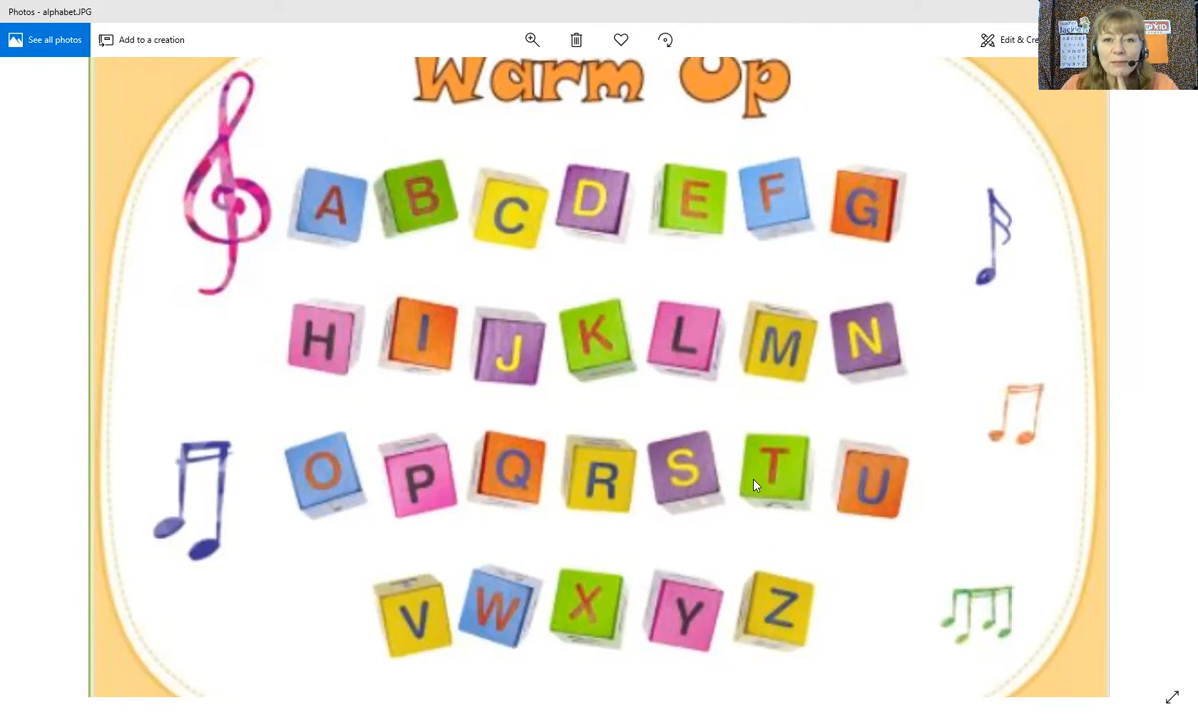 Photos - alphabet.JPG
See all photos
Add to a creation
Edit & Cre
Warm Up
A B C D E F G
H I J K L M N
O P Q R S T U
V W X Y Z